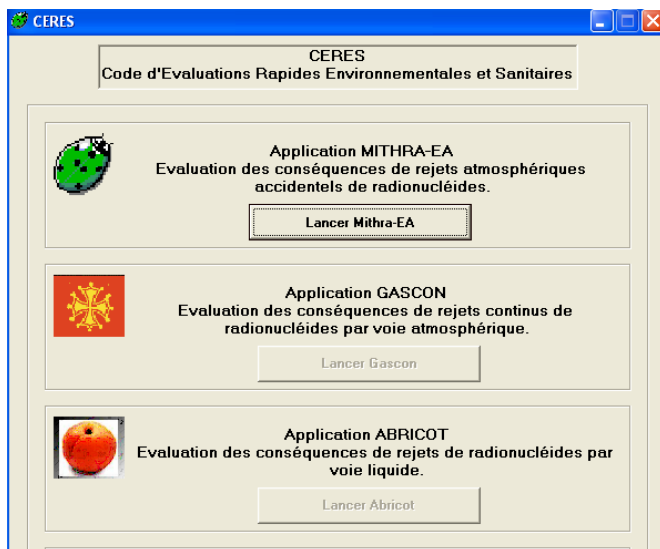 CERES
CERES
Code d'Evaluations Rapides Environnementales et Sanitaires
Application MITHRA-EA
Evaluation des conséquences de rejets atmosphériques
accidentels de radionucléides.
Lancer Mithra-EA
Application GASCON
Evaluation des conséquences de rejets continus de
radionucléides par voie atmosphérique.
Lancer Gascon
Application ABRICOT
Evaluation des conséquences de rejets de radionucléides par
voie liquide.
Lancer Abricot